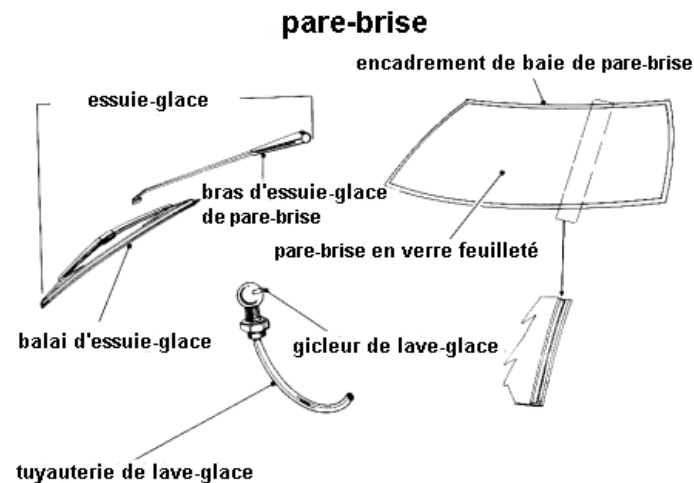 pare-brise
encadrement de baie de pare-brise
essuie-glace
bras d'essuie-glace
de pare-brise
pare-brise en verre feuilleté
balai d'essuie-glace
gicleur de lave-glace
tuyauterie de lave-glace